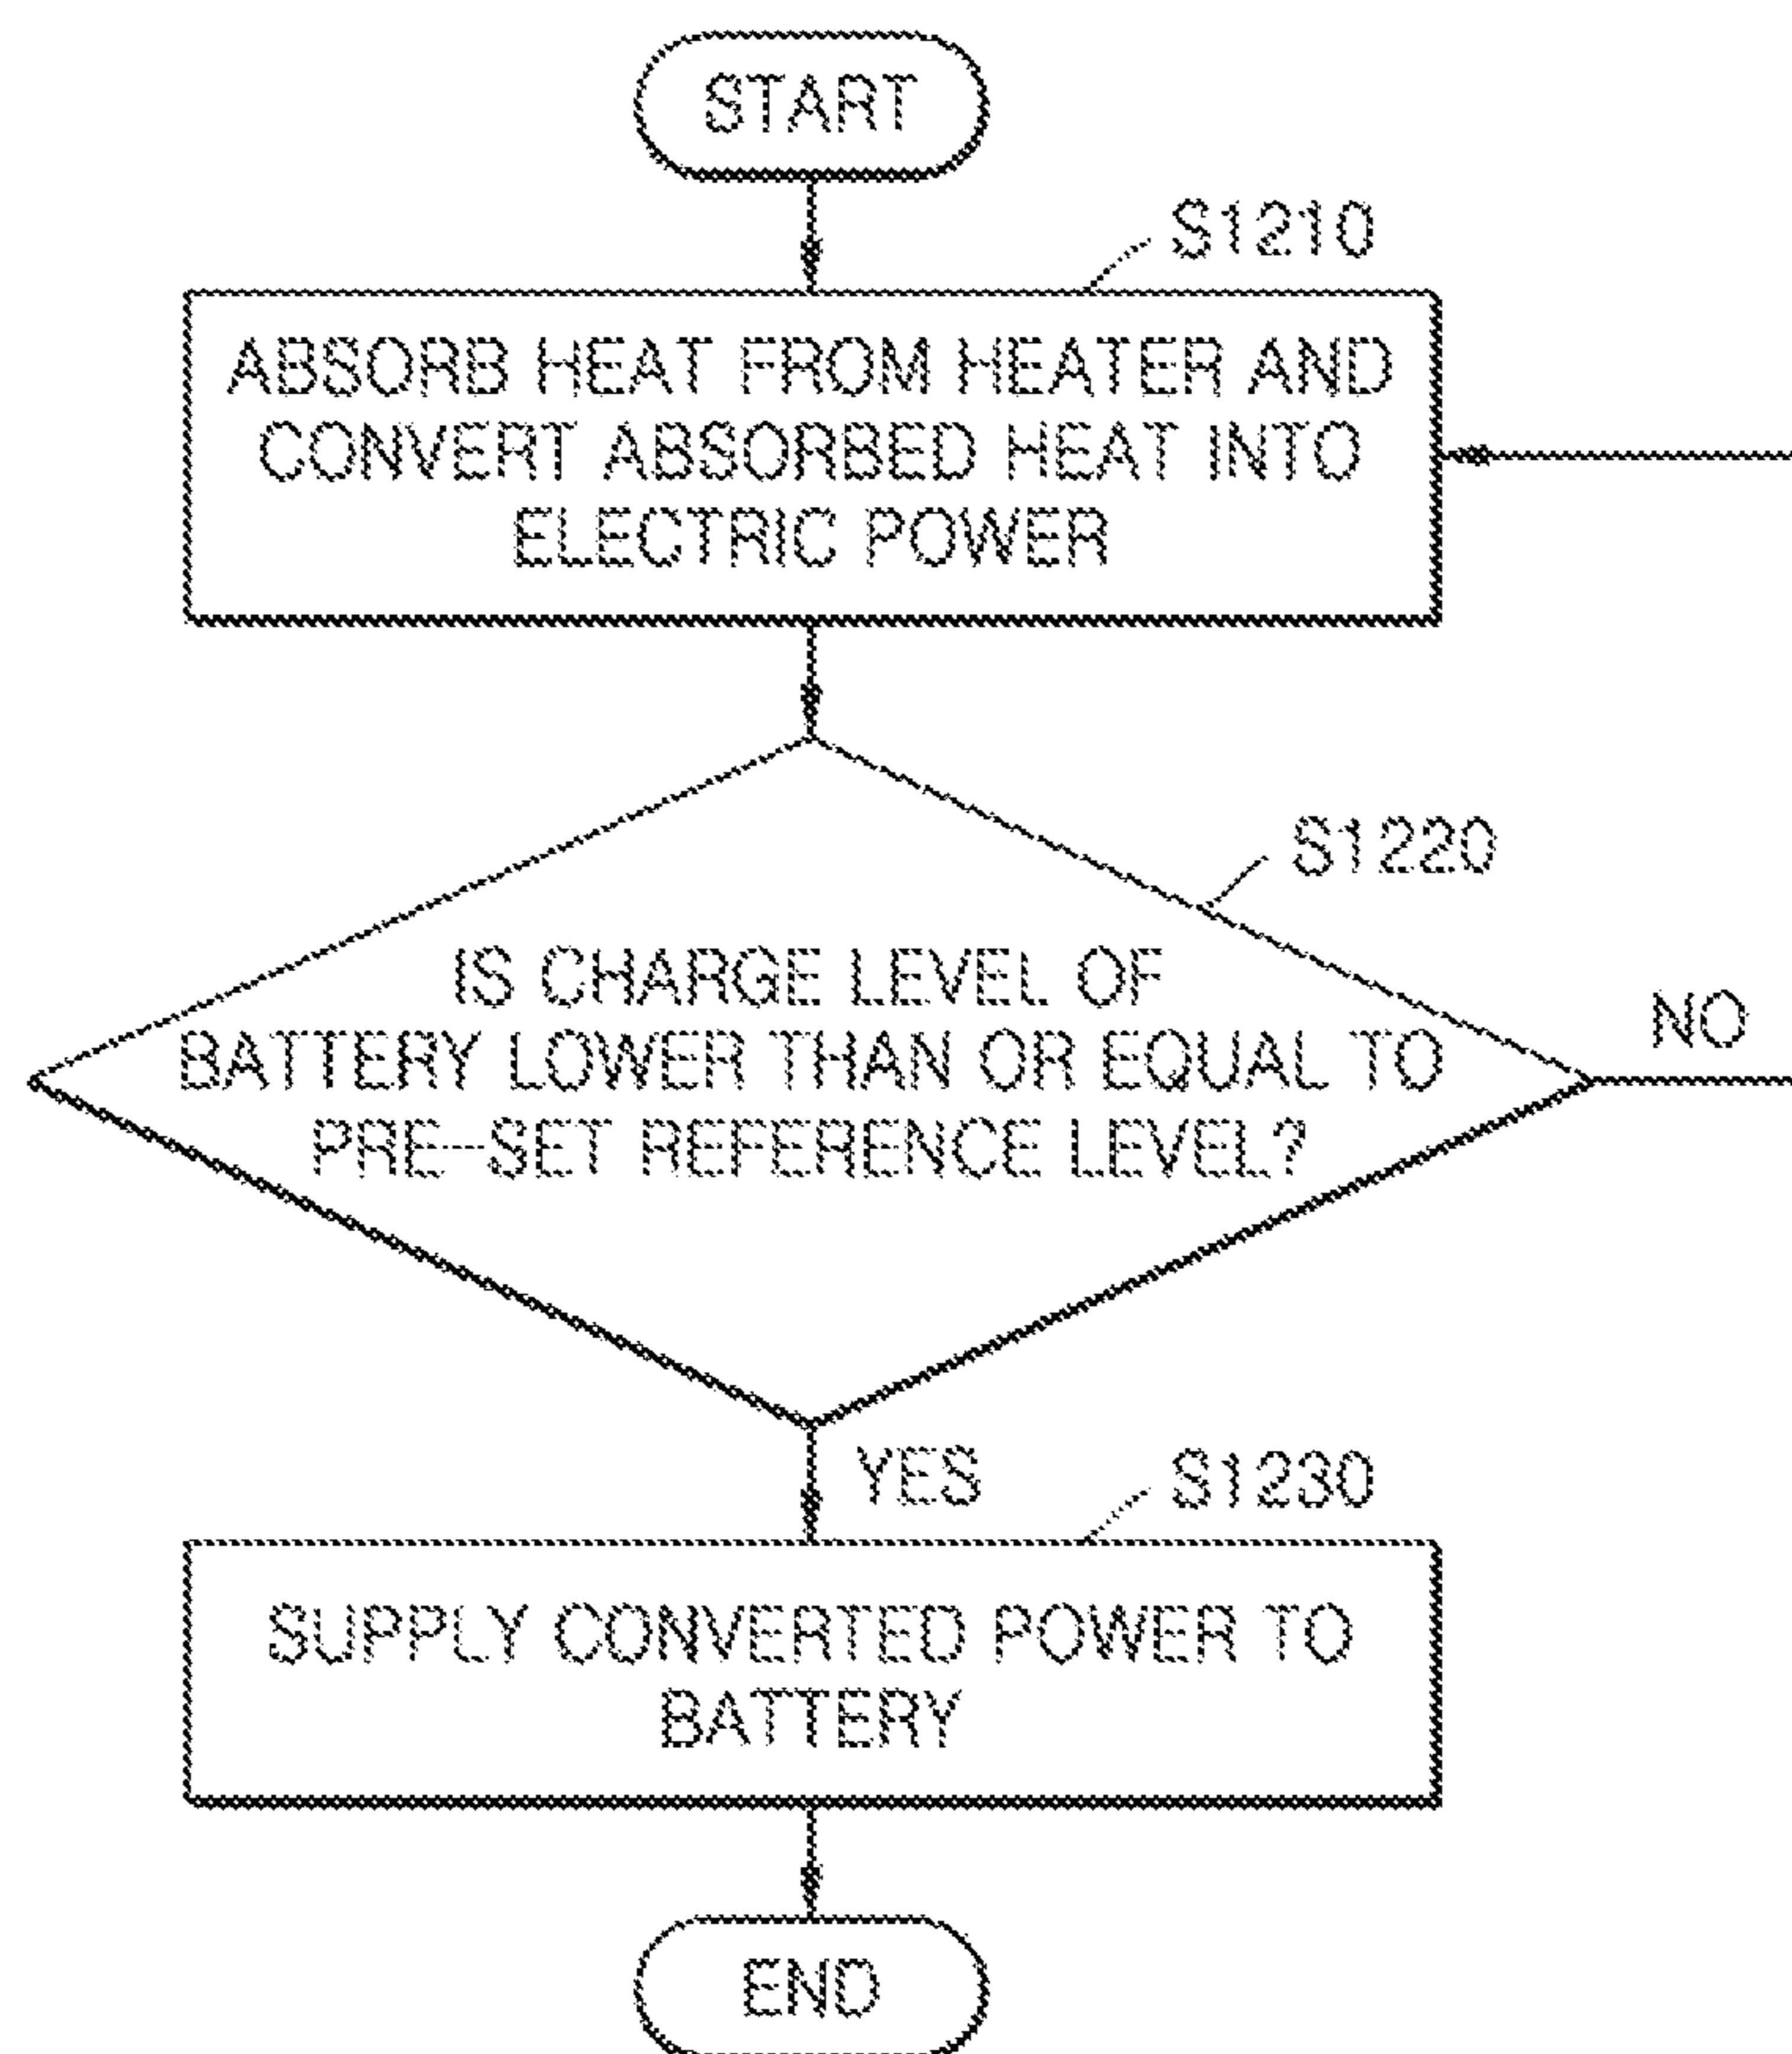 START
S1210
ABSORB HEAT FROM HEATER AND
CONVERT ABSORBED HEAT INTO
ELECTRIC POWER
S1220
IS CHARGE LEVEL OF
BATTERY LOWER THAN OR EQUAL TO
PRE-SET REFERENCE LEVEL?
NO
YES
S1230
SUPPLY CONVERTED POWER TO
BATTERY
END